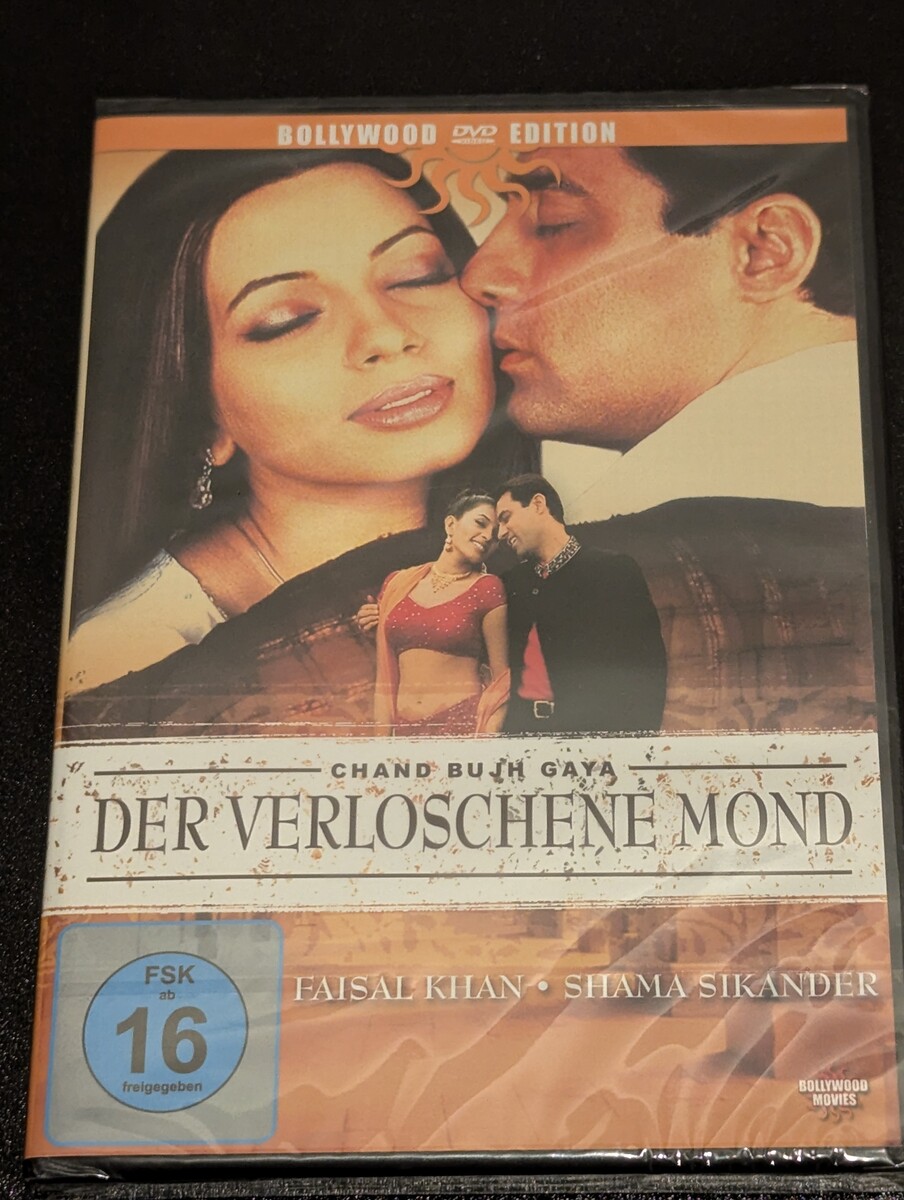 BOLLYWOOD DVD VIDEO EDITION
CHAND BUJH GAYA
DER VERLOSCHENE MOND
FSK
ab
16
freigegeben
FAISAL KHAN • SHAMA SIKANDER
BOLLYWOOD
MOVIES